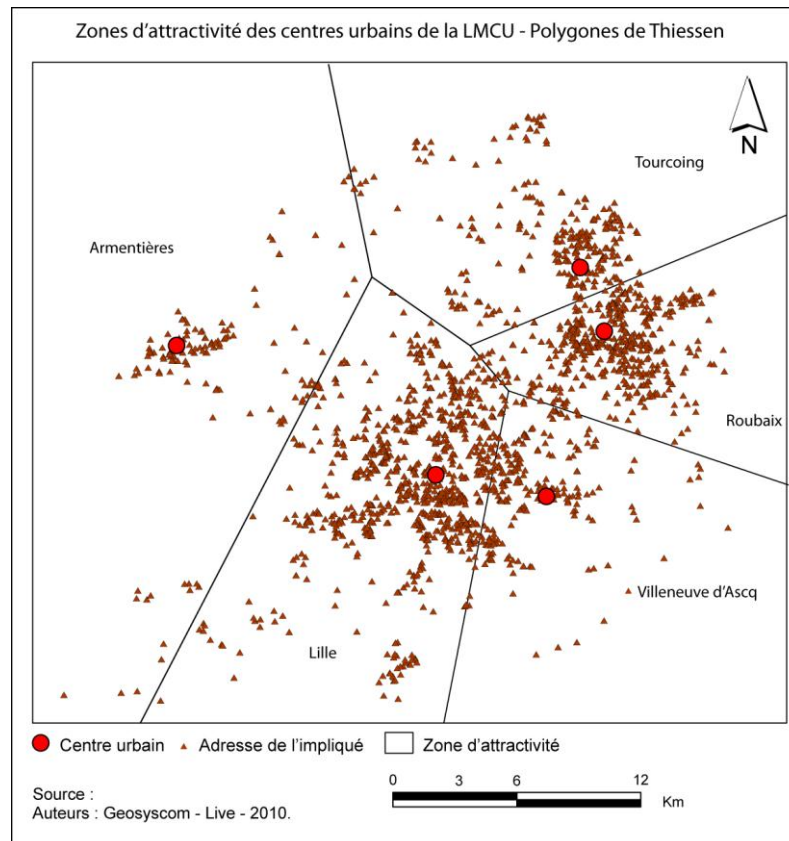 Zones d'attractivité des centres urbains de la LMCU - Polygones de Thiessen
N
Tourcoing
Armentières
Roubaix
Villeneuve d'Ascq
Lille
Centre urbain
Adresse de l'impliqué
Zone d'attractivité
0 3 6 12
Km
Source :
Auteurs : Geosyscom - Live - 2010.